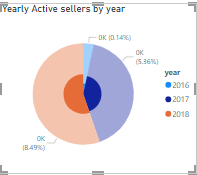 Yearly Active sellers by year
0K (0.14%)
0K
(5.36%)
0K
(8.49%)
year
2016
2017
2018